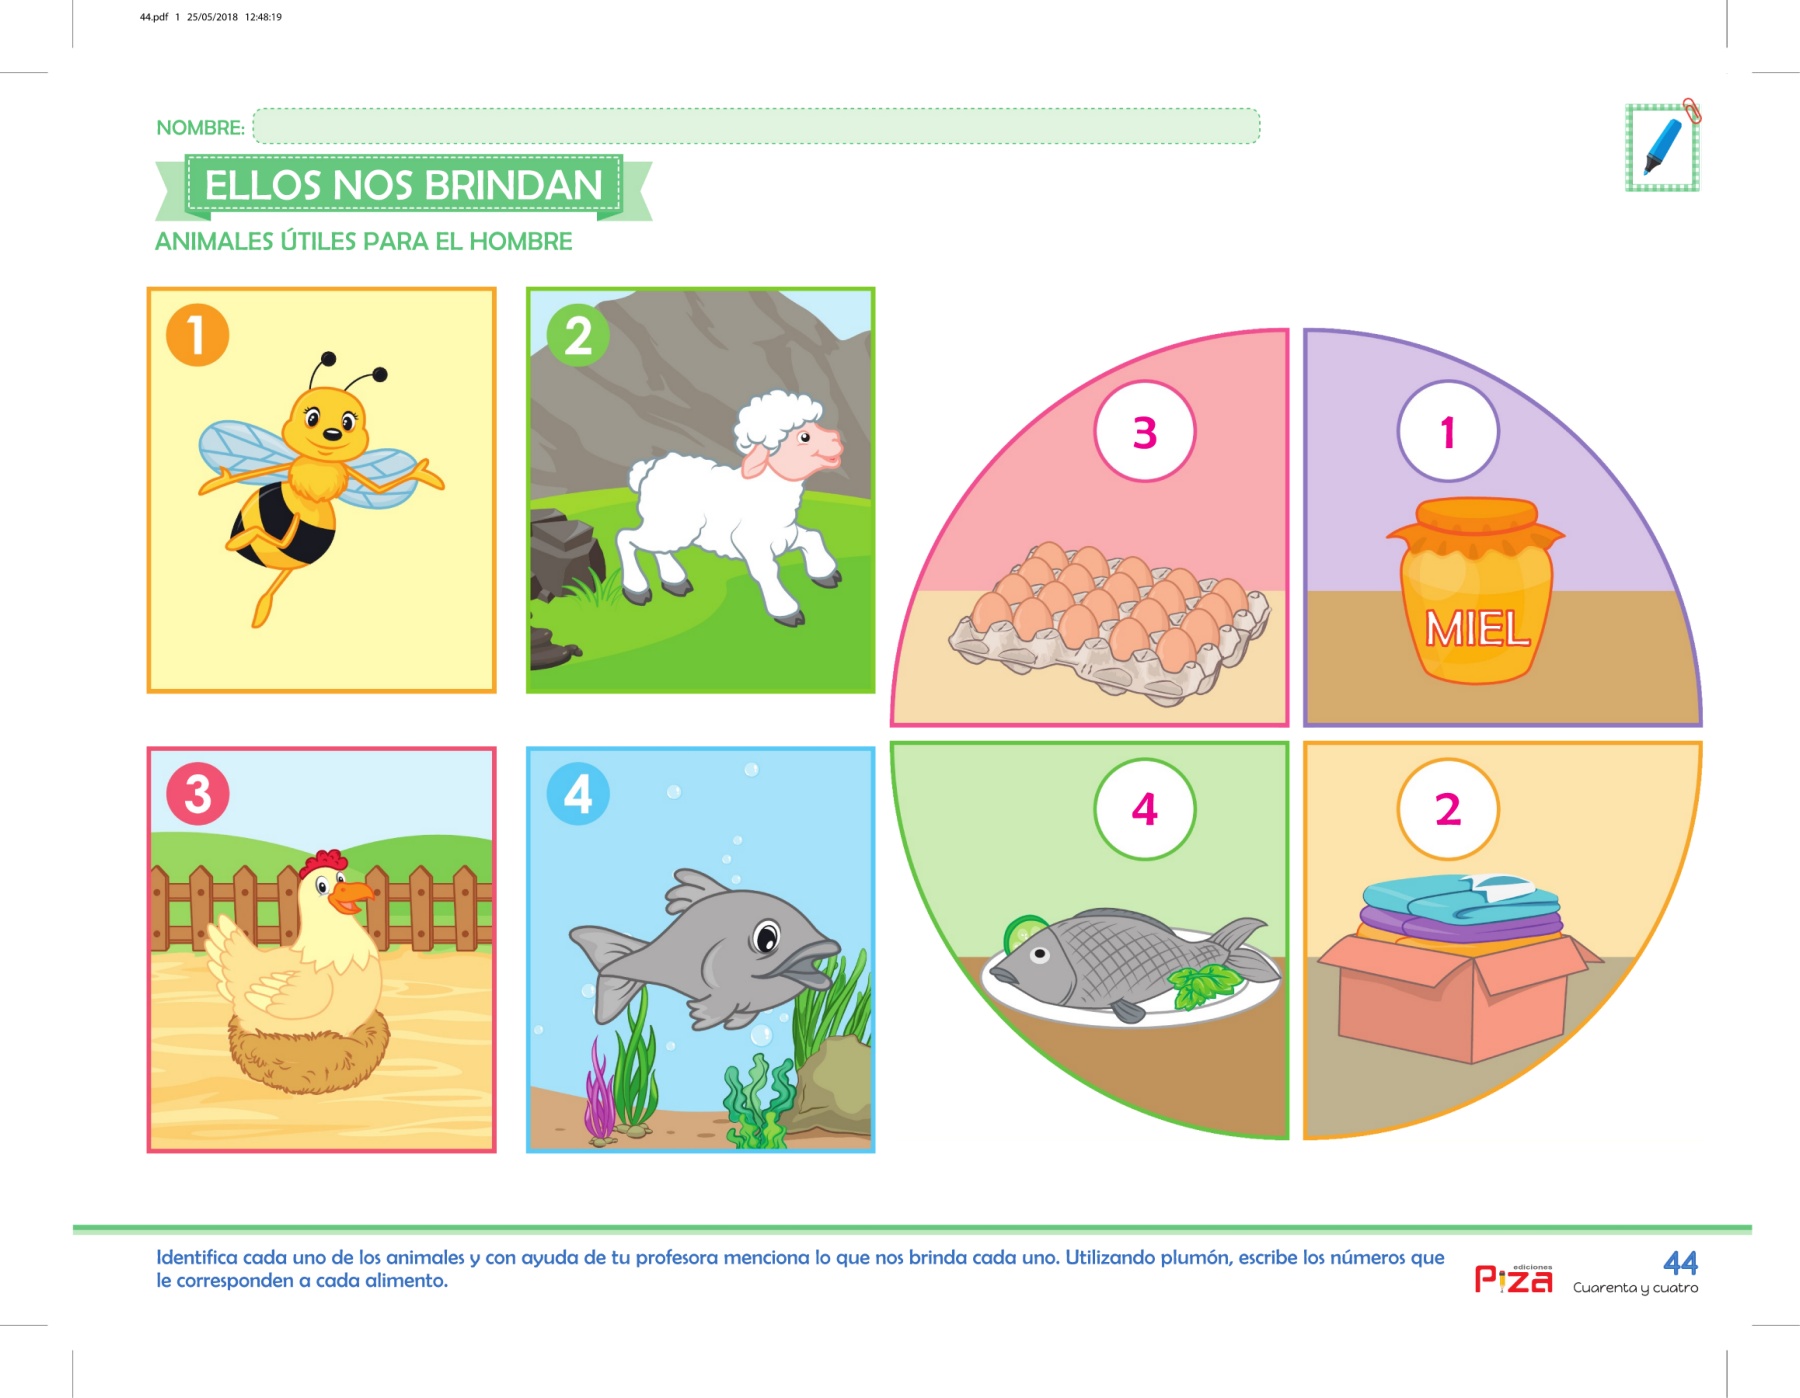 44.pdf 1 25/05/2018 12:48:19
NOMBRE:
ELLOS NOS BRINDAN
ANIMALES ÚTILES PARA EL HOMBRE
1
2
3
1
MIEL
3
4
4
2
Identifica cada uno de los animales y con ayuda de tu profesora menciona lo que nos brinda cada uno. Utilizando plumón, escribe los números que
le corresponden a cada alimento.
ediciones
Piza
44
Cuarenta y cuatro